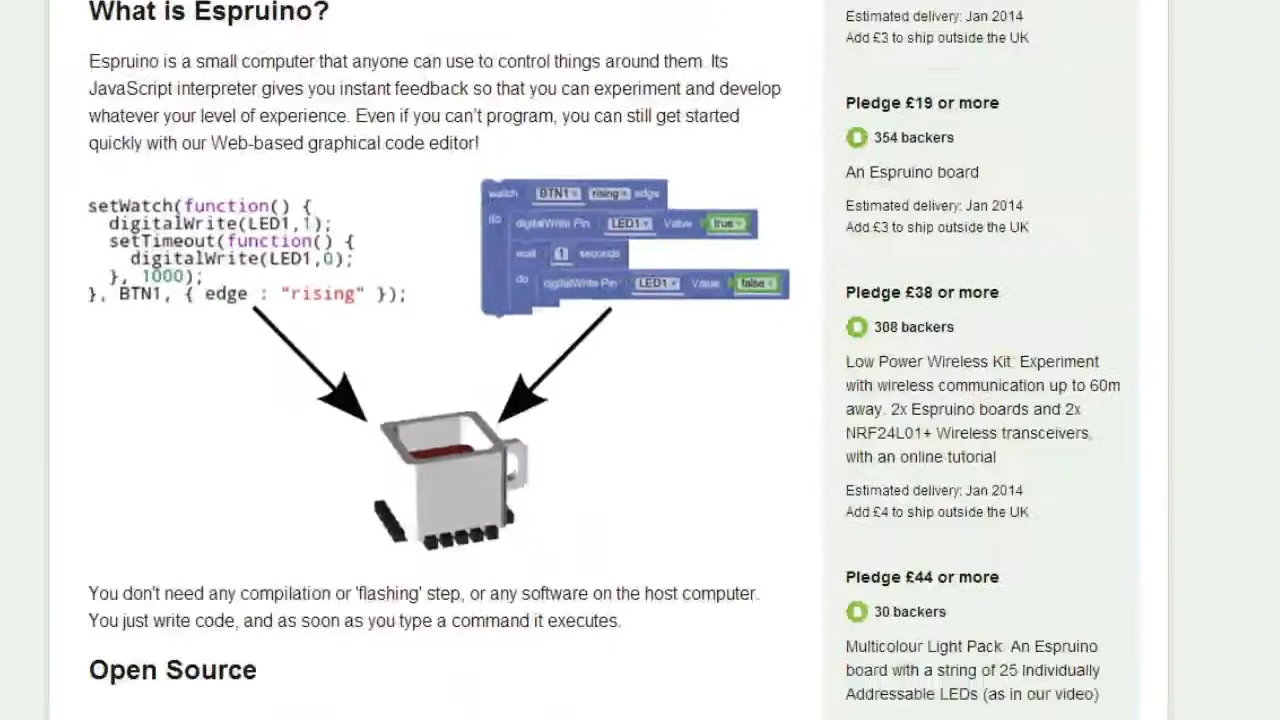 What is Espruino?
Espruino is a small computer that anyone can use to control things around them. Its
JavaScript interpreter gives you instant feedback so that you can experiment and develop
whatever your level of experience. Even if you can't program, you can still get started
quickly with our Web-based graphical code editor!
setWatch(function() {
  digitalWrite(LED1,1);
  setTimeout(function() {
    digitalWrite(LED1,0);
  }, 1000);
}, BTN1, { edge : "rising" });
watch BTN1 rising edge
do digitalWrite Pin LED1 Value true
wait 1 seconds
do digitalWrite Pin LED1 Value false
You don't need any compilation or 'flashing' step, or any software on the host computer.
You just write code, and as soon as you type a command it executes.
Open Source
Estimated delivery: Jan 2014
Add £3 to ship outside the UK
Pledge £19 or more
354 backers
An Espruino board
Estimated delivery: Jan 2014
Add £3 to ship outside the UK
Pledge £38 or more
308 backers
Low Power Wireless Kit: Experiment
with wireless communication up to 60m
away. 2x Espruino boards and 2x
NRF24L01+ Wireless transceivers,
with an online tutorial
Estimated delivery: Jan 2014
Add £4 to ship outside the UK
Pledge £44 or more
30 backers
Multicolour Light Pack: An Espruino
board with a string of 25 Individually
Addressable LEDs (as in our video)